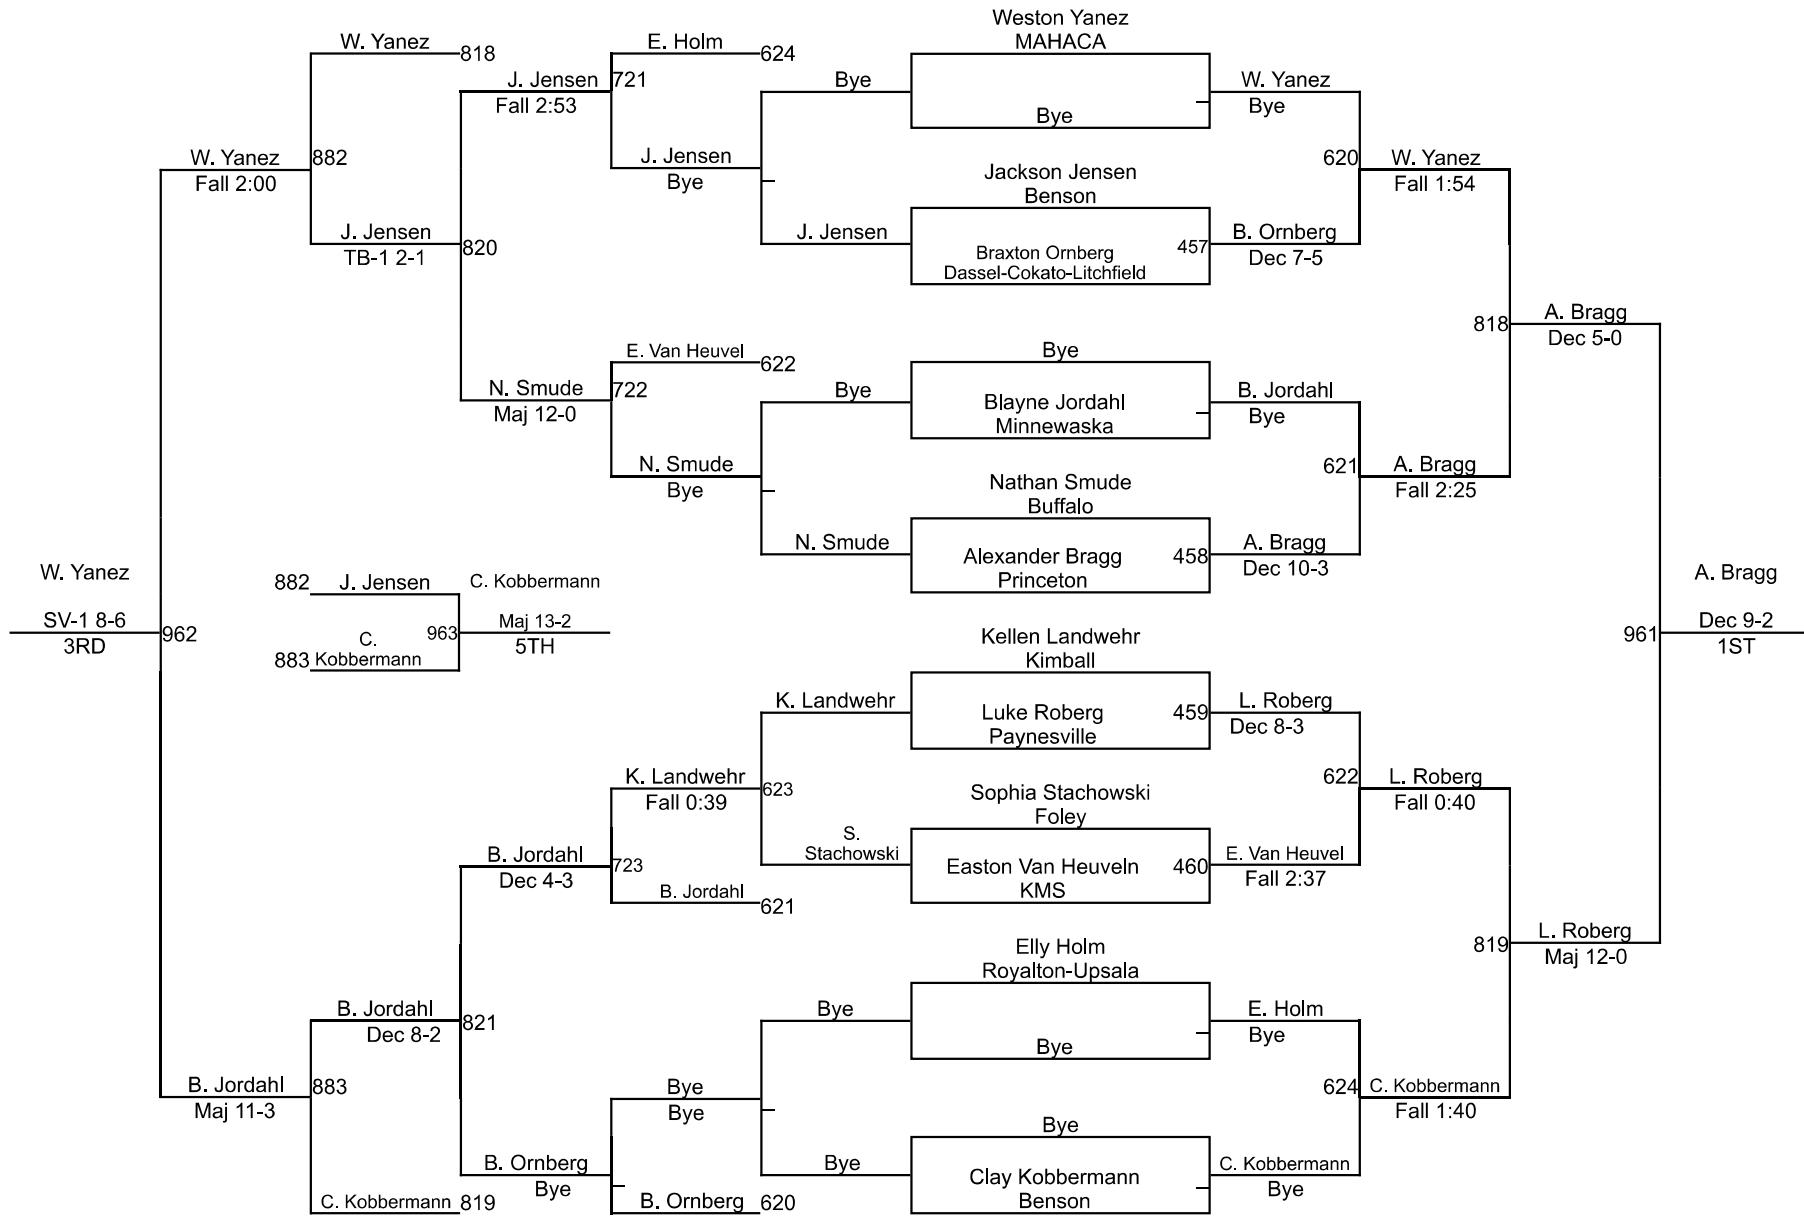 Weston Yanez
MAHACA
W. Yanez
818
E. Holm
624
J. Jensen
721
Fall 2:53
Bye
W. Yanez
Bye
Bye
W. Yanez
882
Fall 2:00
J. Jensen
Bye
Jackson Jensen
Benson
620
W. Yanez
Fall 1:54
J. Jensen
TB-1 2-1
820
J. Jensen
Braxton Ornberg
Dassel-Cokato-Litchfield
457
B. Ornberg
Dec 7-5
818
A. Bragg
Dec 5-0
E. Van Heuvel
622
Bye
N. Smude
722
Maj 12-0
Bye
Blayne Jordahl
Minnewaska
B. Jordahl
Bye
N. Smude
Bye
Nathan Smude
Buffalo
621
A. Bragg
Fall 2:25
N. Smude
Alexander Bragg
Princeton
458
A. Bragg
Dec 10-3
W. Yanez
SV-1 8-6
3RD
962
882
J. Jensen
C. Kobbermann
883
C.
Kobbermann
963
Maj 13-2
5TH
A. Bragg
961
Dec 9-2
1ST
Kellen Landwehr
Kimball
K. Landwehr
Luke Roberg
Paynesville
459
L. Roberg
Dec 8-3
K. Landwehr
Fall 0:39
623
Sophia Stachowski
Foley
622
L. Roberg
Fall 0:40
B. Jordahl
Dec 4-3
723
S.
Stachowski
Easton Van Heuveln
KMS
460
E. Van Heuvel
Fall 2:37
B. Jordahl
621
819
L. Roberg
Maj 12-0
Elly Holm
Royalton-Upsala
B. Jordahl
Dec 8-2
821
Bye
Bye
E. Holm
Bye
B. Jordahl
Maj 11-3
883
Bye
Bye
624
C. Kobbermann
Fall 1:40
Bye
B. Ornberg
Bye
Bye
Clay Kobbermann
Benson
C. Kobbermann
Bye
C. Kobbermann
819
B. Ornberg
620